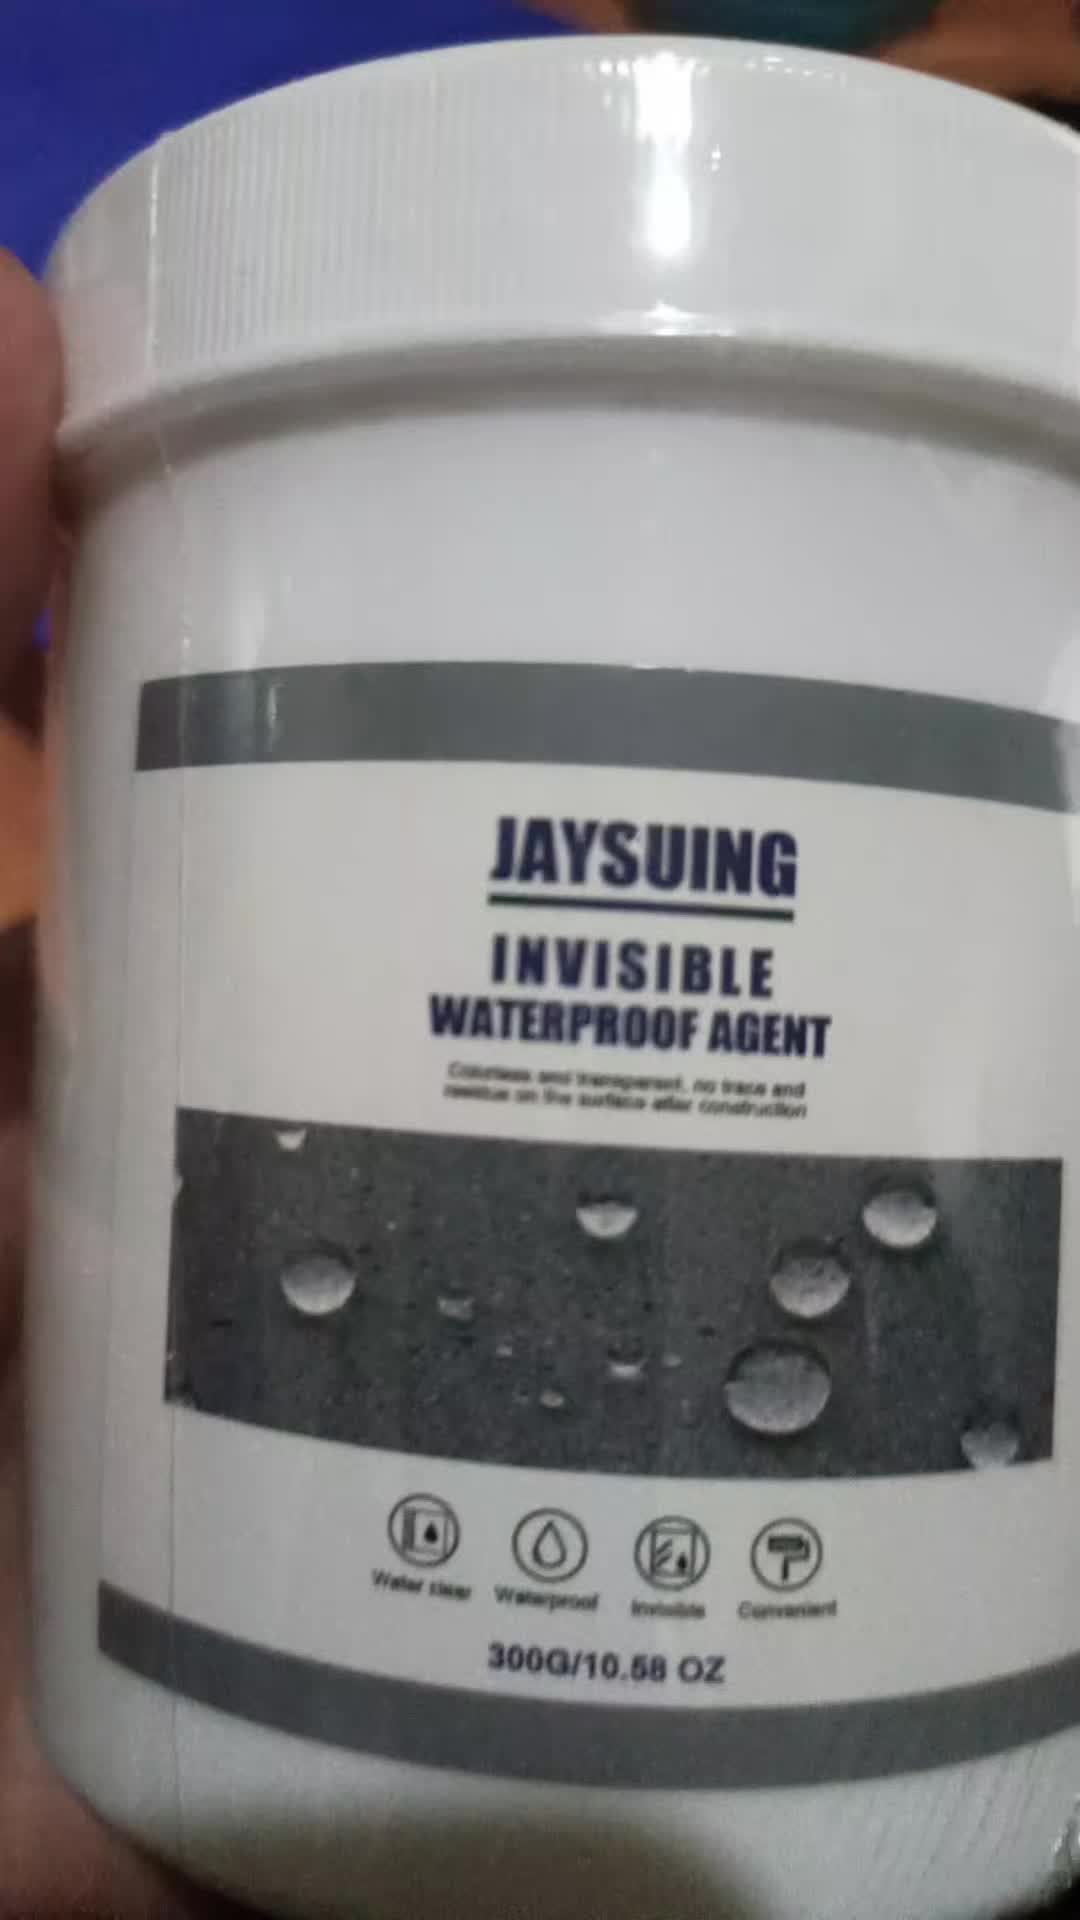 JAYSUING
INVISIBLE
WATERPROOF AGENT
Colorless and transparent, no trace and
residue on the surface after construction
Water clear Waterproof Invisible Convenient
300G/10.58 OZ